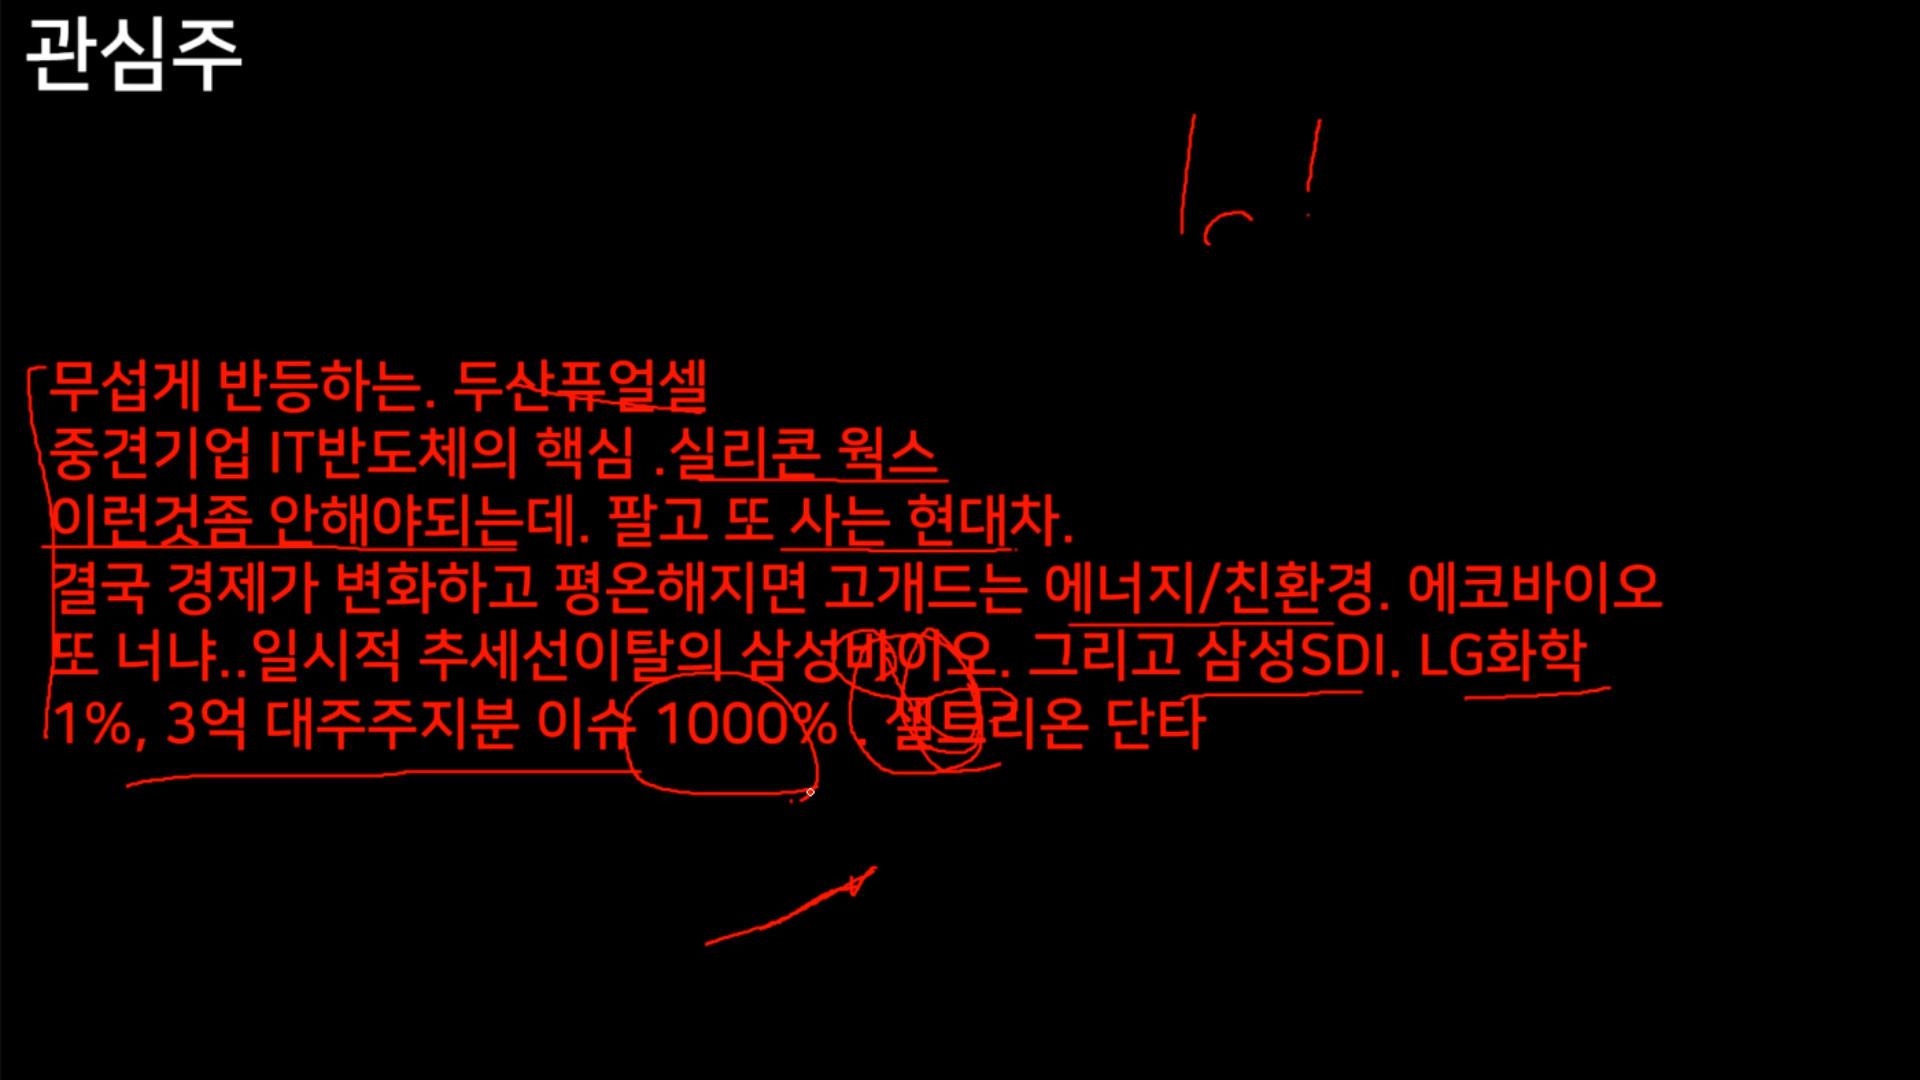 관심주
무섭게 반등하는. 두산퓨얼셀
중견기업 IT반도체의 핵심 .실리콘 웍스
이런것좀 안해야되는데. 팔고 또 사는 현대차.
결국 경제가 변화하고 평온해지면 고개드는 에너지/친환경. 에코바이오
또 너냐..일시적 추세선이탈의 삼성바이오. 그리고 삼성SDI. LG화학
1%, 3억 대주주지분 이슈 1000% . 셀트리온 단타